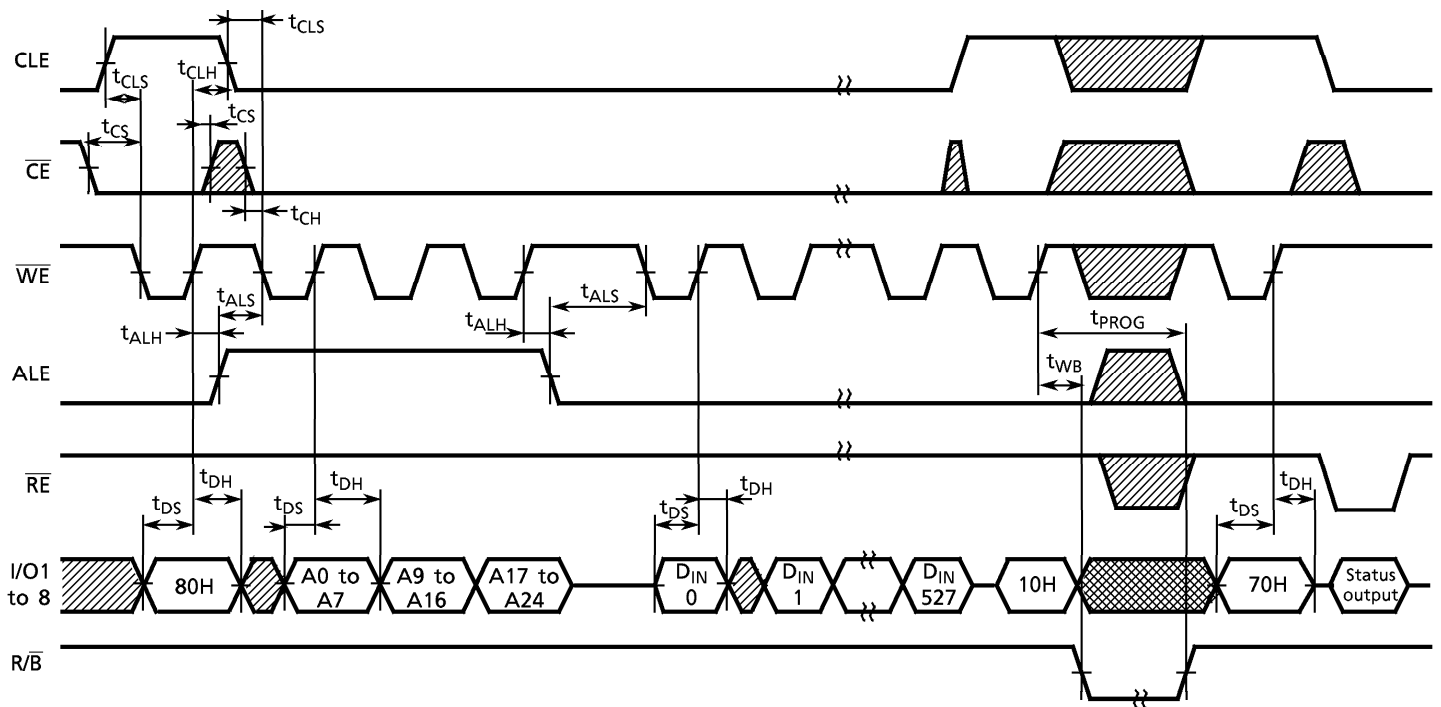 tCLS
CLE
tCLS
tCLH
tCS
tCS
CE
tCH
WE
tALS
tALS
tALH
tALH
tPROG
tWB
ALE
RE
tDH
tDH
tDH
tDH
tDS
tDS
tDS
tDS
I/O1
to 8
80H
A0 to
A7
A9 to
A16
A17 to
A24
DIN
0
DIN
1
DIN
527
10H
70H
Status
output
R/B